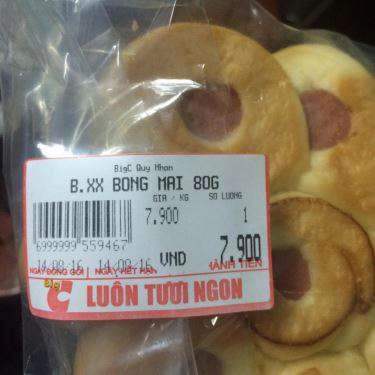 BigC Quy Nhon
B.XX BONG MAI 80G
GIA / KG SO LUONG
7.900 1
6999999 559467
14-08-16 14-08-16 VND 7.900
NGÀY ĐÓNG GÓI NGÀY HẾT HẠN THÀNH TIỀN
BigC LUÔN TƯƠI NGON